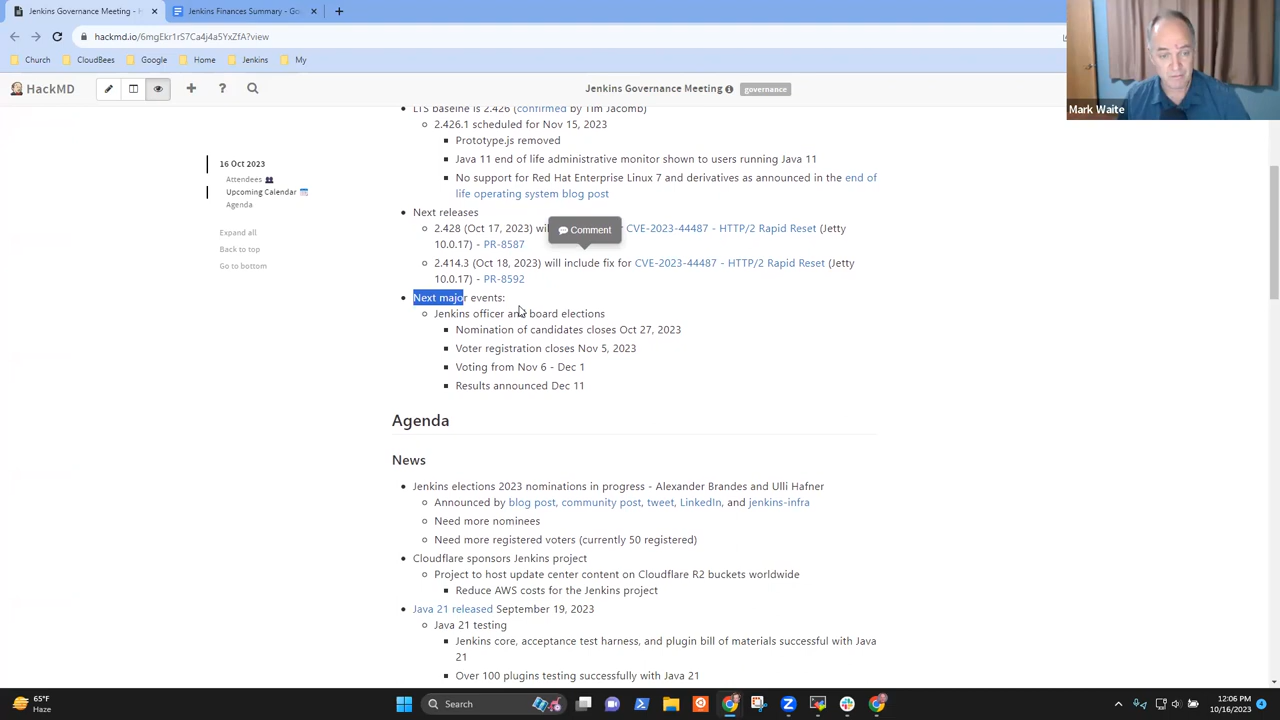 Jenkins Governance Meeting - H
Jenkins Finances Summary - Go
hackmd.io/6mgEkr1rS7Ca4j4a5YxZfA?view
Church
CloudBees
Google
Home
Jenkins
My
HackMD
Jenkins Governance Meeting
governance
Mark Waite
16 Oct 2023
Attendees
Upcoming Calendar
Agenda
Expand all
Back to top
Go to bottom
LTS baseline is 2.426 (confirmed by Tim Jacomb)
2.426.1 scheduled for Nov 15, 2023
Prototype.js removed
Java 11 end of life administrative monitor shown to users running Java 11
No support for Red Hat Enterprise Linux 7 and derivatives as announced in the end of
life operating system blog post
Next releases
Comment
2.428 (Oct 17, 2023) CVE-2023-44487 - HTTP/2 Rapid Reset (Jetty
10.0.17) - PR-8587
2.414.3 (Oct 18, 2023) will include fix for CVE-2023-44487 - HTTP/2 Rapid Reset (Jetty
10.0.17) - PR-8592
Next major events:
Jenkins officer and board elections
Nomination of candidates closes Oct 27, 2023
Voter registration closes Nov 5, 2023
Voting from Nov 6 - Dec 1
Results announced Dec 11
Agenda
News
Jenkins elections 2023 nominations in progress - Alexander Brandes and Ulli Hafner
Announced by blog post, community post, tweet, LinkedIn, and jenkins-infra
Need more nominees
Need more registered voters (currently 50 registered)
Cloudflare sponsors Jenkins project
Project to host update center content on Cloudflare R2 buckets worldwide
Reduce AWS costs for the Jenkins project
Java 21 released September 19, 2023
Java 21 testing
Jenkins core, acceptance test harness, and plugin bill of materials successful with Java
21
Over 100 plugins testing successfully with Java 21
65°F
Haze
Search
12:06 PM
10/16/2023